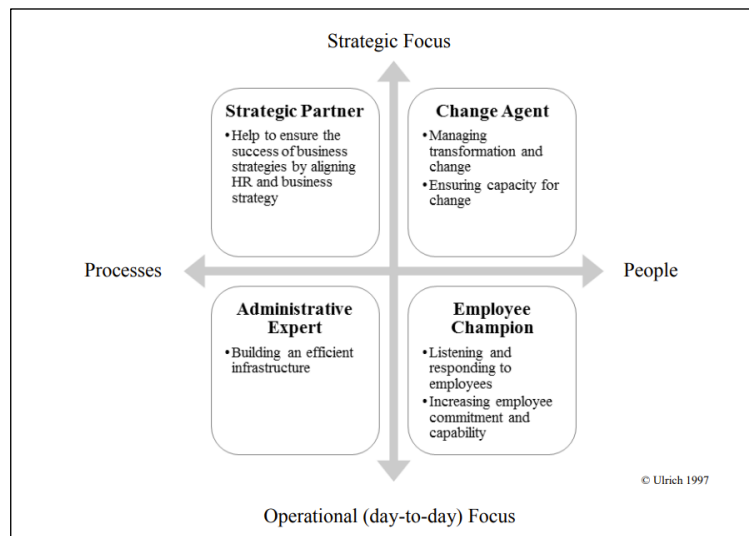 Strategic Focus
Strategic Partner
•Help to ensure the
success of business
strategies by aligning
HR and business
strategy
Change Agent
•Managing
transformation and
change
•Ensuring capacity for
change
Processes
People
Administrative
Expert
•Building an efficient
infrastructure
Employee
Champion
•Listening and
responding to
employees
•Increasing employee
commitment and
capability
© Ulrich 1997
Operational (day-to-day) Focus